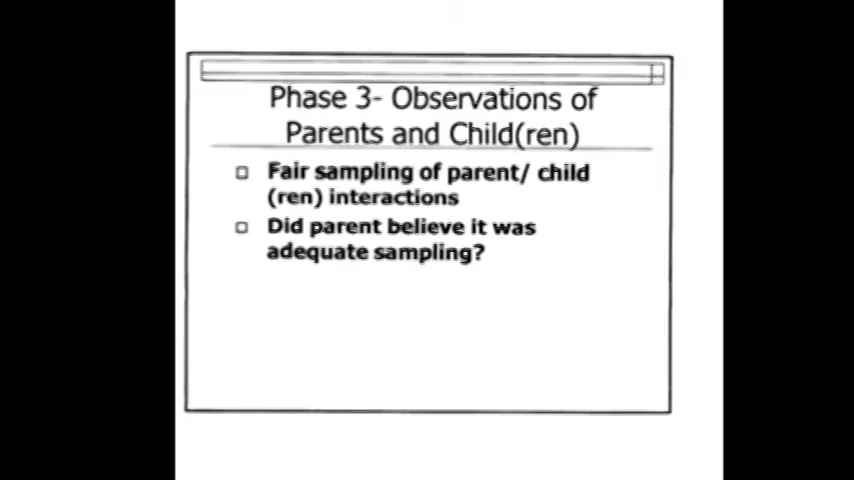 Phase 3- Observations of
Parents and Child(ren)
Fair sampling of parent/ child
(ren) interactions
Did parent believe it was
adequate sampling?